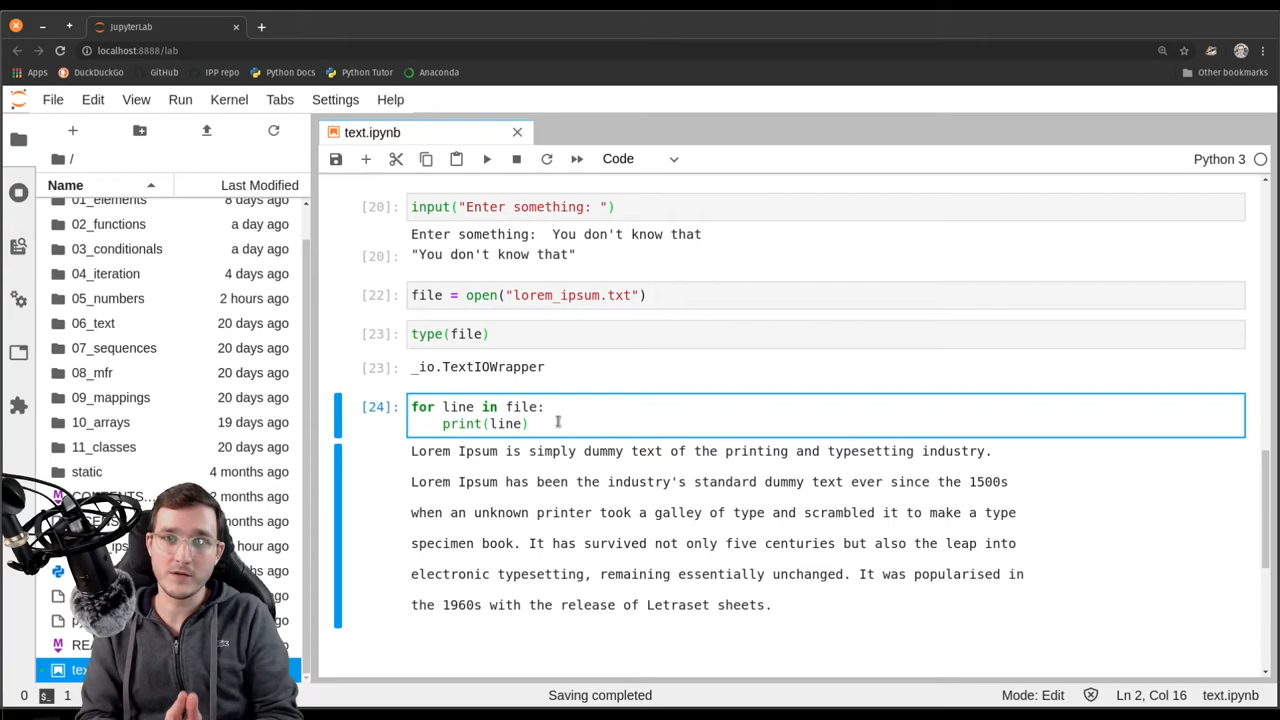 JupyterLab
localhost:8888/lab
Apps DuckDuckGo GitHub IPP repo Python Docs Python Tutor Anaconda Other bookmarks
File Edit View Run Kernel Tabs Settings Help
text.ipynb
/
Code Python 3
Name Last Modified
01_elements 8 days ago
02_functions a day ago
03_conditionals a day ago
04_iteration 4 days ago
05_numbers 2 hours ago
06_text 20 days ago
07_sequences 20 days ago
08_mfr 20 days ago
09_mappings 20 days ago
10_arrays 19 days ago
11_classes 20 days ago
static 4 months ago
months ago
months ago
hour ago
ago
ago
ago
ago
[20]: input("Enter something: ")
Enter something: You don't know that
[20]: "You don't know that"
[22]: file = open("lorem_ipsum.txt")
[23]: type(file)
[23]: _io.TextIOWrapper
[24]: for line in file:
print(line)
Lorem Ipsum is simply dummy text of the printing and typesetting industry.
Lorem Ipsum has been the industry's standard dummy text ever since the 1500s
when an unknown printer took a galley of type and scrambled it to make a type
specimen book. It has survived not only five centuries but also the leap into
electronic typesetting, remaining essentially unchanged. It was popularised in
the 1960s with the release of Letraset sheets.
0 $_ 1 Saving completed Mode: Edit Ln 2, Col 16 text.ipynb